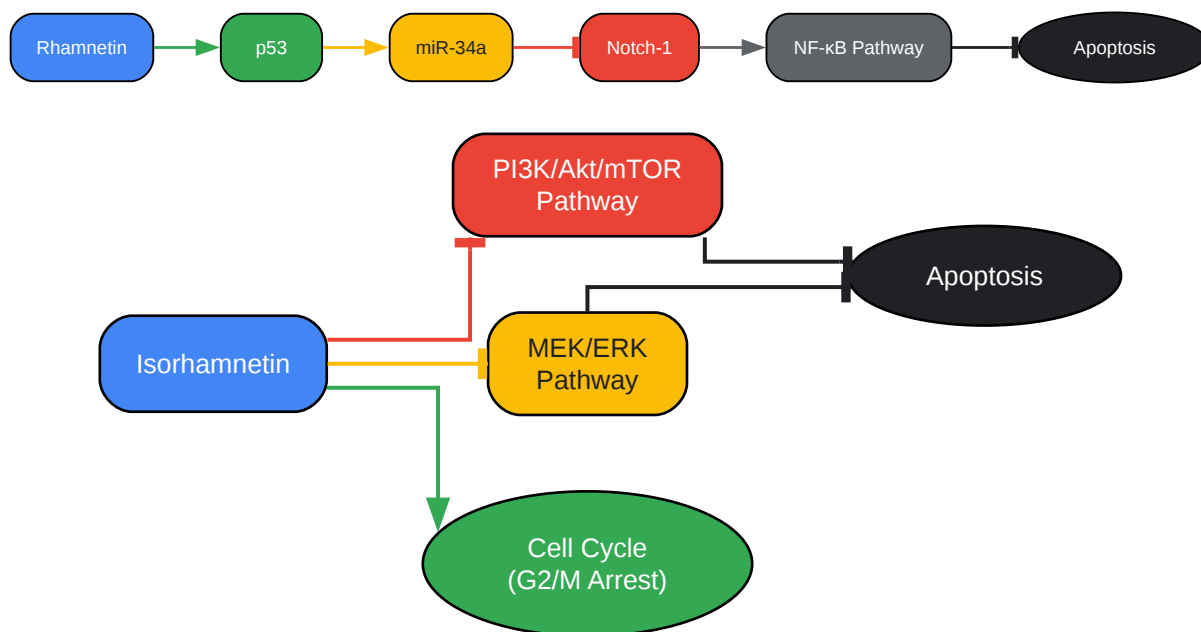 Rhamnetin
p53
miR-34a
Notch-1
NF-κB Pathway
Apoptosis
PI3K/Akt/mTOR
Pathway
Apoptosis
Isorhamnetin
MEK/ERK
Pathway
Cell Cycle
(G2/M Arrest)